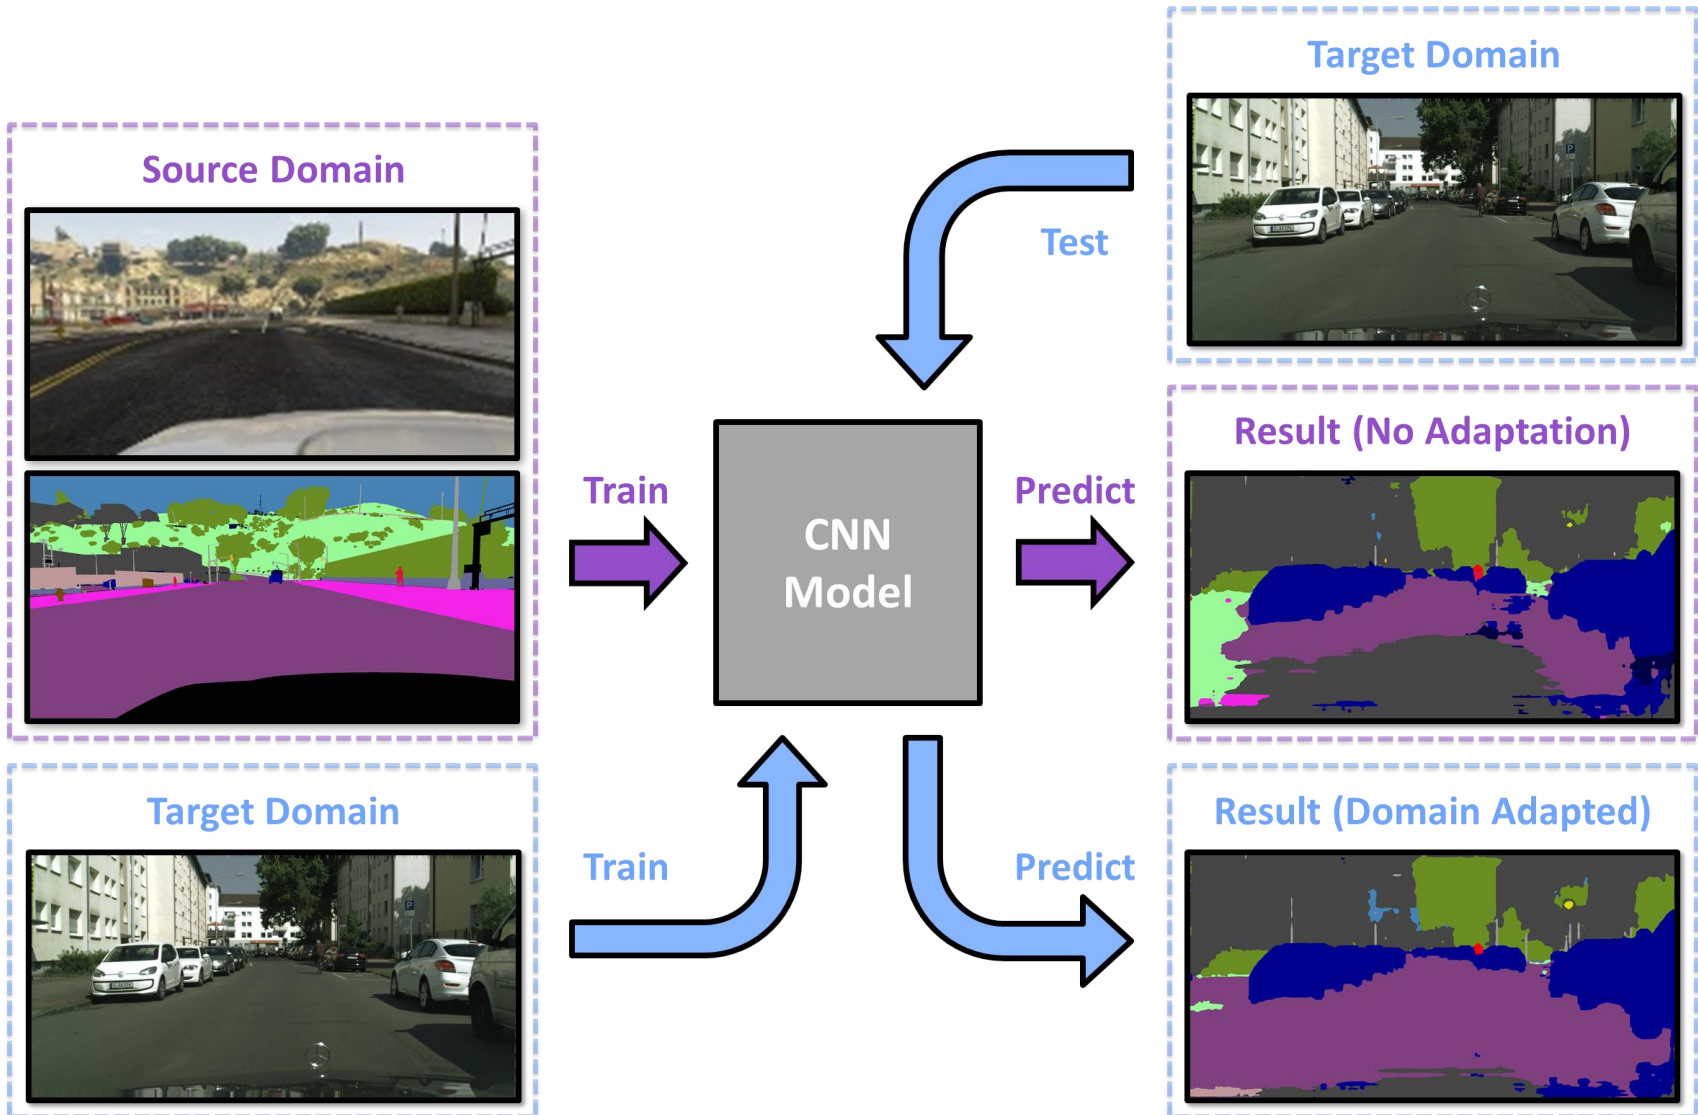 Target Domain
Source Domain
Test
Result (No Adaptation)
Train
Predict
CNN
Model
Target Domain
Result (Domain Adapted)
Train
Predict